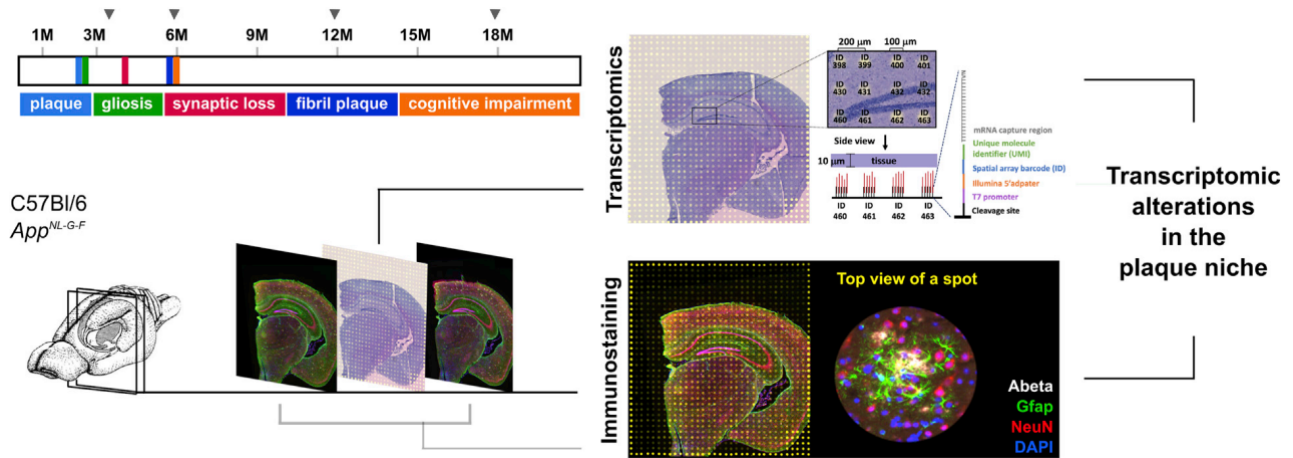 1M 3M 6M 9M 12M 15M 18M
plaque gliosis synaptic loss fibril plaque cognitive impairment
C57Bl/6
App^NL-G-F
Transcriptomics
200 μm 100 μm
ID ID ID ID
398 399 400 401
ID ID ID ID
430 431 432 432
ID ID ID ID
460 461 462 463
Side view
10 μm
tissue
ID ID ID ID
460 461 462 463
mRNA capture region
Unique molecule
identifier (UMI)
Spatial array barcode (ID)
Illumina 5'adpater
T7 promoter
Cleavage site
Immunostaining
Top view of a spot
Abeta
Gfap
NeuN
DAPI
Transcriptomic
alterations
in the
plaque niche